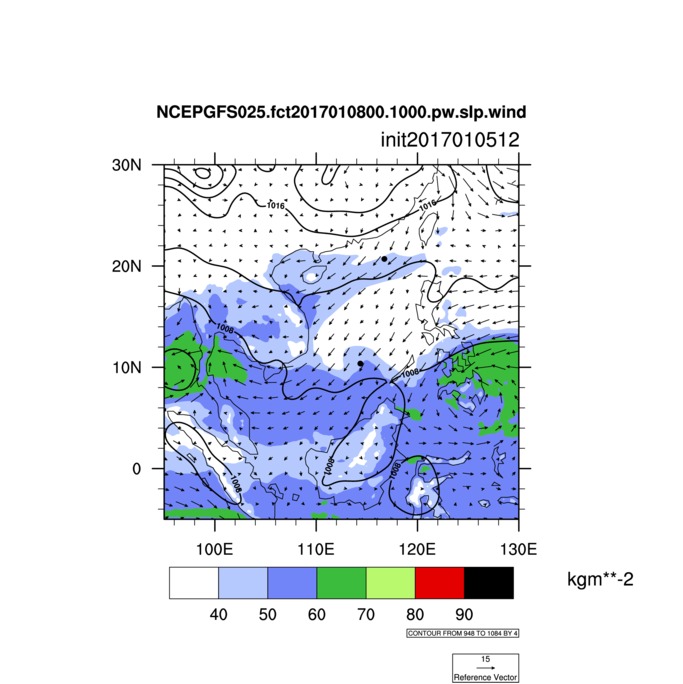 NCEPGFS025.fct2017010800.1000.pw.slp.wind
init2017010512
30N
20N
10N
0
1016
1016
1008
1008
1008
1008
1008
100E
110E
120E
130E
40
50
60
70
80
90
kgm**-2
CONTOUR FROM 948 TO 1084 BY 4
15
Reference Vector